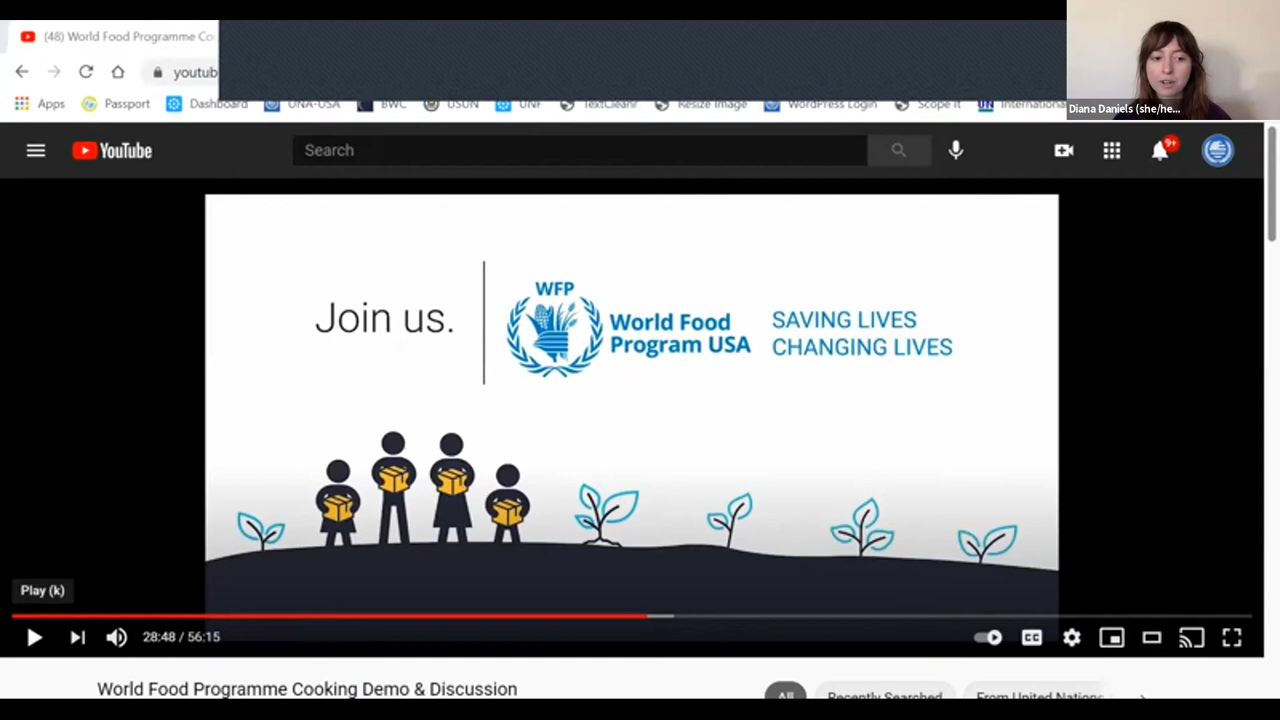 (48) World Food Programme Co
youtub
Apps
Passport
Dashboard
UNA-USA
BWC
USUN
UNF
TextCleanr
Resize Image
WordPress Login
Scope It
International
Diana Daniels (she/he...
YouTube
Search
9+
Join us.
WFP
World Food
Program USA
SAVING LIVES
CHANGING LIVES
Play (k)
28:48 / 56:15
CC
World Food Programme Cooking Demo & Discussion
All
Recently Searched
From United Nations